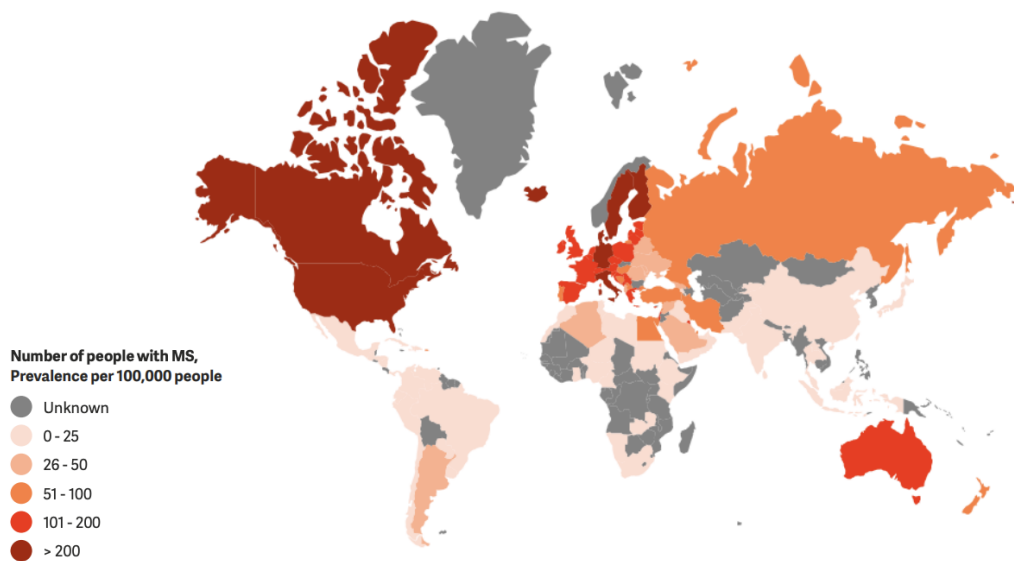 Number of people with MS,
Prevalence per 100,000 people
Unknown
0 - 25
26 - 50
51 - 100
101 - 200
> 200